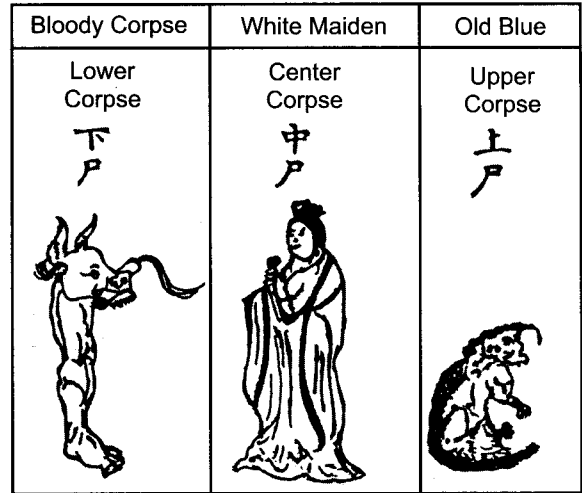 Bloody Corpse
White Maiden
Old Blue
Lower
Corpse
下
尸
Center
Corpse
中
尸
Upper
Corpse
上
尸